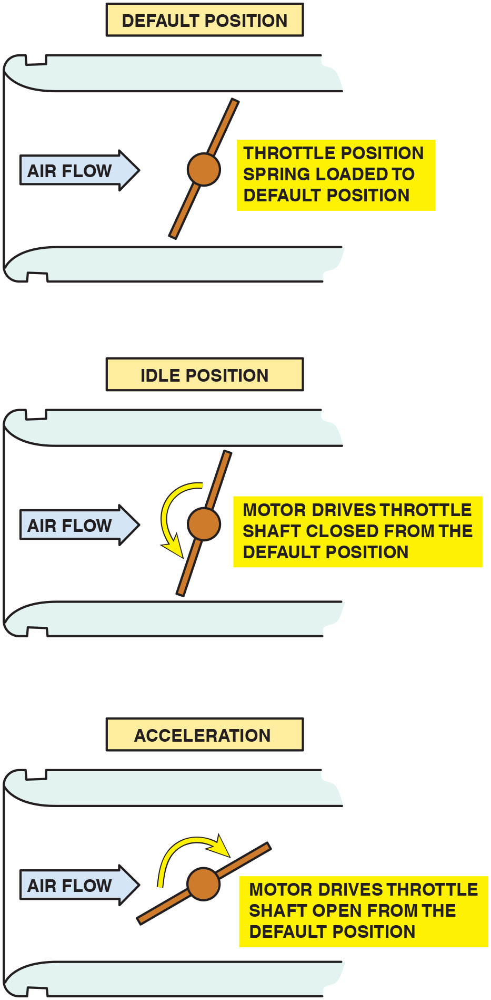 DEFAULT POSITION
AIR FLOW
THROTTLE POSITION
SPRING LOADED TO
DEFAULT POSITION
IDLE POSITION
AIR FLOW
MOTOR DRIVES THROTTLE
SHAFT CLOSED FROM THE
DEFAULT POSITION
ACCELERATION
AIR FLOW
MOTOR DRIVES THROTTLE
SHAFT OPEN FROM THE
DEFAULT POSITION